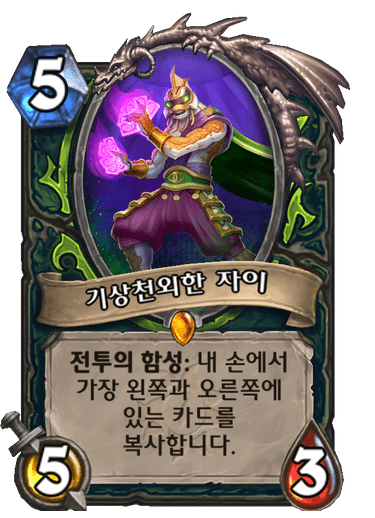 5
기상천외한 자이
전투의 함성: 내 손에서
가장 왼쪽과 오른쪽에
있는 카드를
복사합니다.
5
3